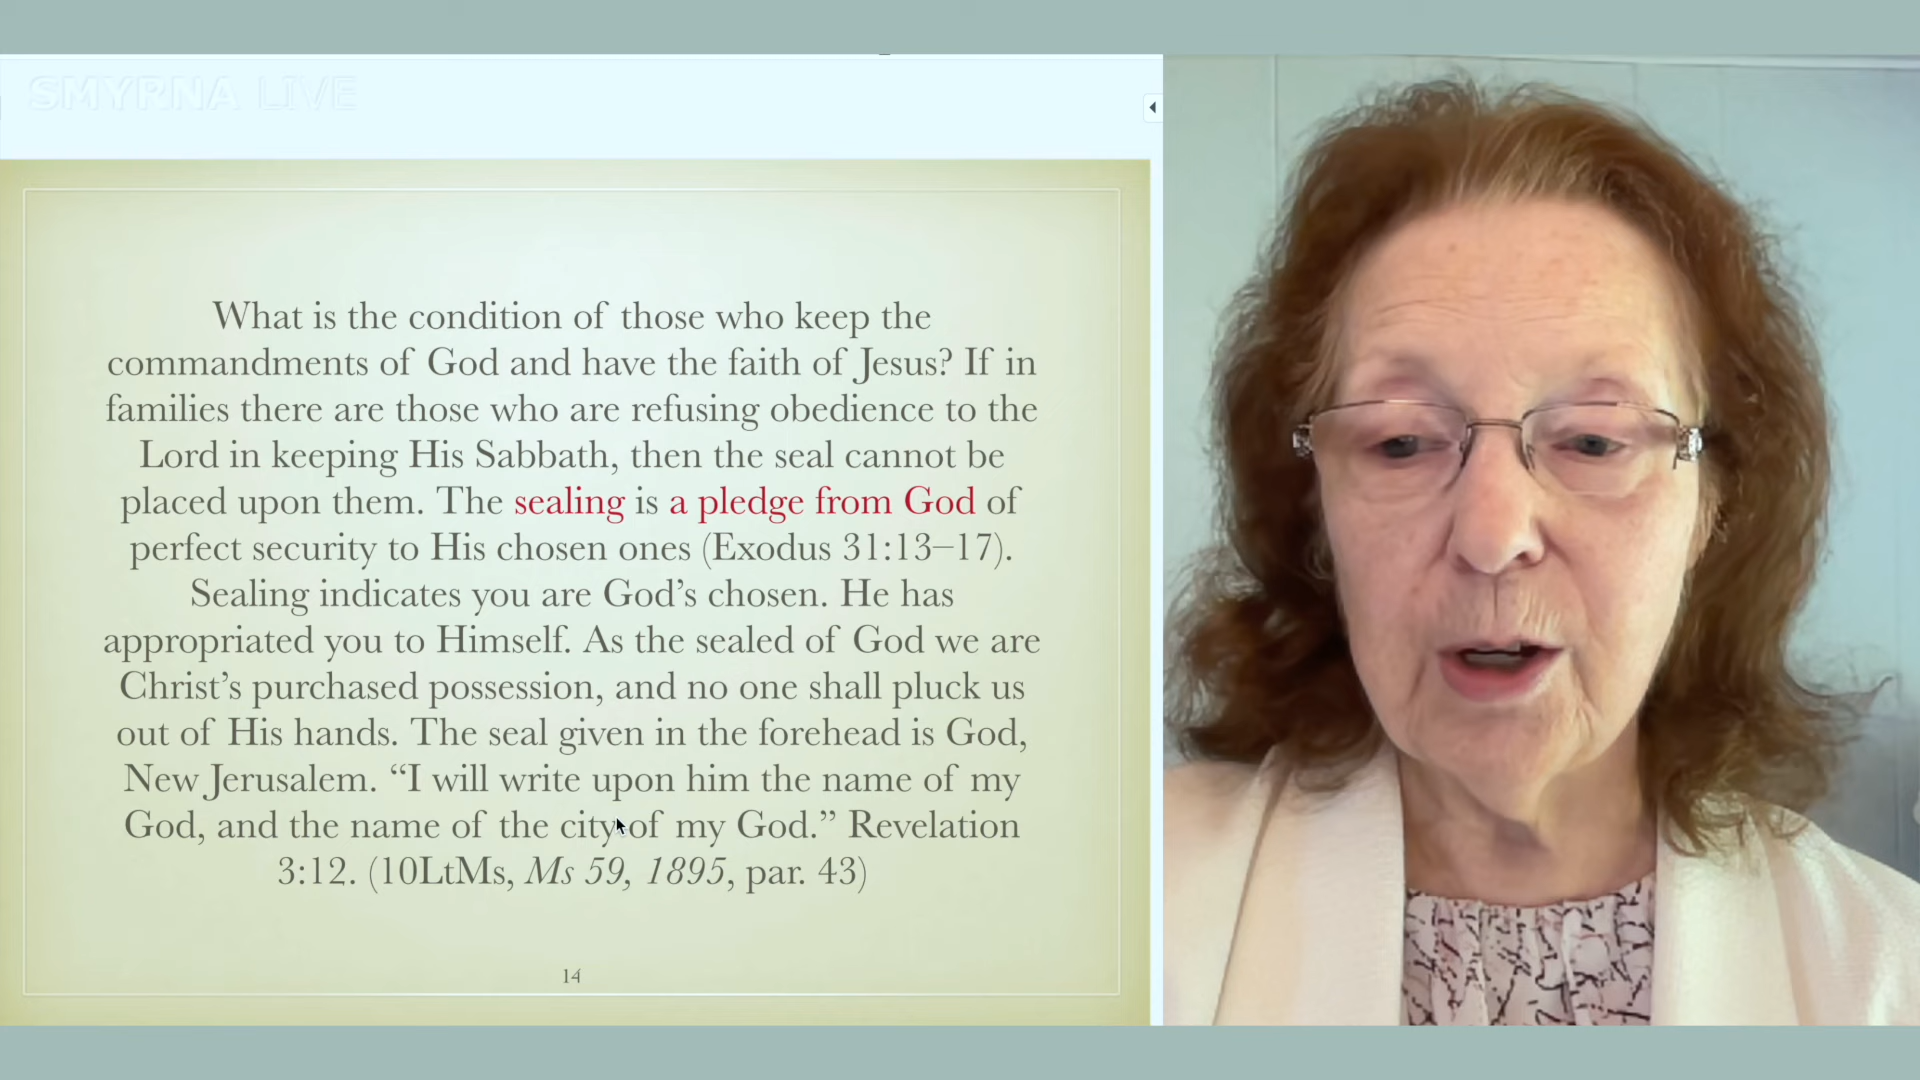 SMYRNA LIVE
What is the condition of those who keep the
commandments of God and have the faith of Jesus? If in
families there are those who are refusing obedience to the
Lord in keeping His Sabbath, then the seal cannot be
placed upon them. The sealing is a pledge from God of
perfect security to His chosen ones (Exodus 31:13–17).
Sealing indicates you are God’s chosen. He has
appropriated you to Himself. As the sealed of God we are
Christ’s purchased possession, and no one shall pluck us
out of His hands. The seal given in the forehead is God,
New Jerusalem. “I will write upon him the name of my
God, and the name of the city of my God.” Revelation
3:12. (10LtMs, Ms 59, 1895, par. 43)
14